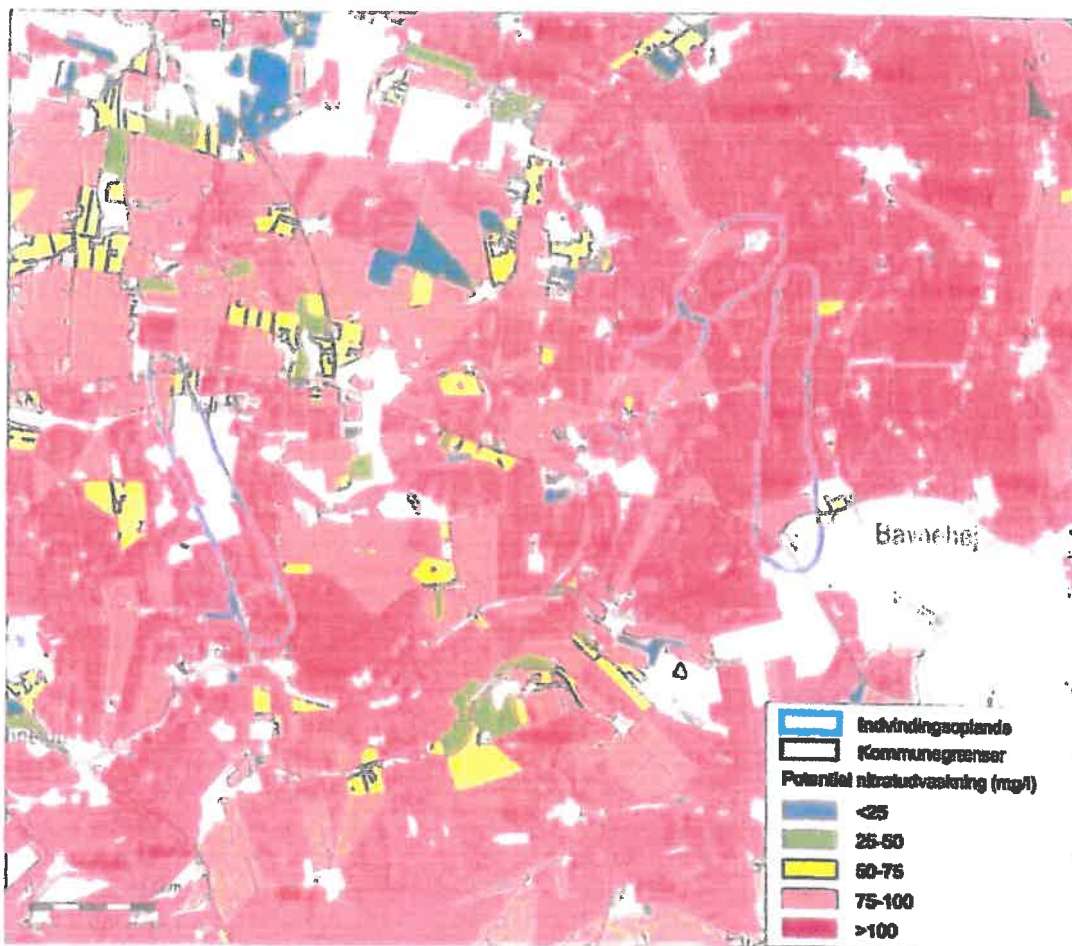 Bavnehøj
Indvindingsoplande
Kommunegrænser
Potentiel nitratudvaskning (mg/l)
<25
25-50
50-75
75-100
>100